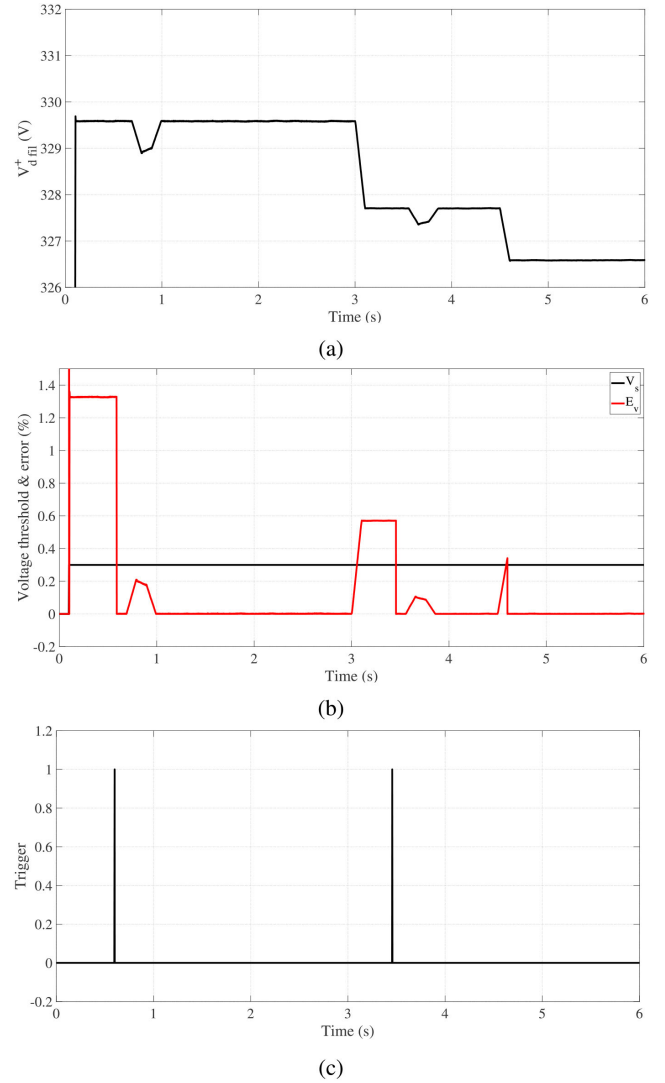 332
331
330
329
328
327
326
0 1 2 3 4 5 6
V+d fil (V)
Time (s)
(a)
1.4
1.2
1
0.8
0.6
0.4
0.2
0
-0.2
0 1 2 3 4 5 6
Voltage threshold & error (%)
Vs
Ev
Time (s)
(b)
1.2
1
0.8
0.6
0.4
0.2
0
-0.2
0 1 2 3 4 5 6
Trigger
Time (s)
(c)